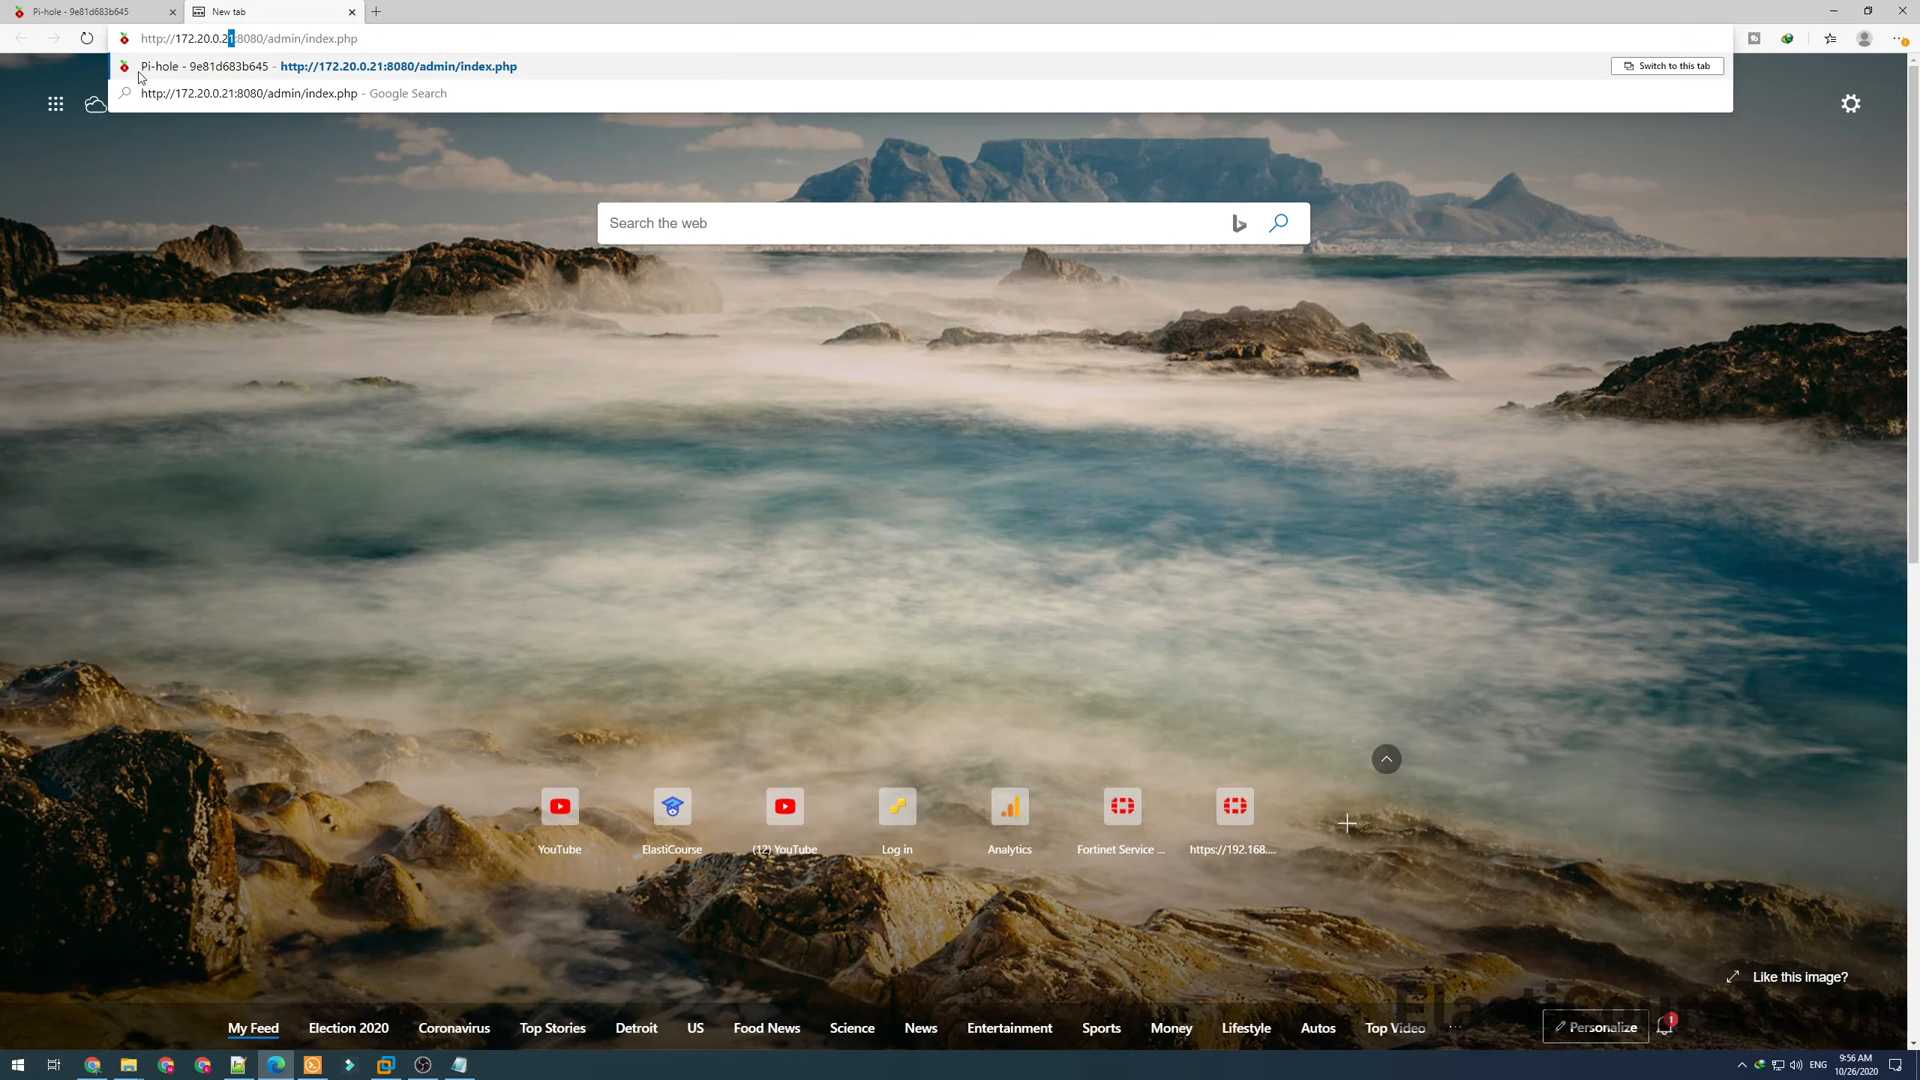 Pi-hole - 9e81d683b645
New tab
http://172.20.0.21:8080/admin/index.php
Pi-hole - 9e81d683b645 - http://172.20.0.21:8080/admin/index.php
Switch to this tab
http://172.20.0.21:8080/admin/index.php - Google Search
Search the web
YouTube
ElastiCourse
(12) YouTube
Log in
Analytics
Fortinet Service ...
https://192.168....
Like this image?
ElastiCourse.com
My Feed
Election 2020
Coronavirus
Top Stories
Detroit
US
Food News
Science
News
Entertainment
Sports
Money
Lifestyle
Autos
Top Video
...
Personalize
1
ENG
9:56 AM
10/26/2020